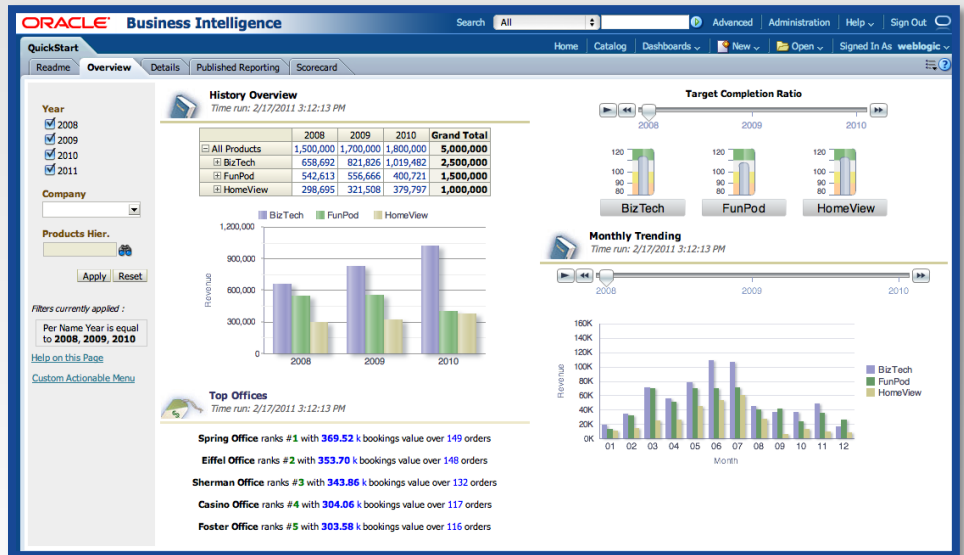 ORACLE Business Intelligence
Search All Advanced Administration Help Sign Out
QuickStart
Home Catalog Dashboards New Open Signed In As weblogic
Readme Overview Details Published Reporting Scorecard
Year
2008
2009
2010
2011
Company
Products Hier.
Apply Reset
Filters currently applied :
Per Name Year is equal
to 2008, 2009, 2010
Help on this Page
Custom Actionable Menu
History Overview
Time run: 2/17/2011 3:12:13 PM
2008 2009 2010 Grand Total
All Products 1,500,000 1,700,000 1,800,000 5,000,000
BizTech 658,692 821,826 1,019,482 2,500,000
FunPod 542,613 556,666 400,721 1,500,000
HomeView 298,695 321,508 379,797 1,000,000
BizTech FunPod HomeView
1,200,000
900,000
600,000
300,000
0
Revenue
2008 2009 2010
Top Offices
Time run: 2/17/2011 3:12:13 PM
Spring Office ranks #1 with 369.52 k bookings value over 149 orders
Eiffel Office ranks #2 with 353.70 k bookings value over 148 orders
Sherman Office ranks #3 with 343.86 k bookings value over 132 orders
Casino Office ranks #4 with 304.06 k bookings value over 117 orders
Foster Office ranks #5 with 303.58 k bookings value over 116 orders
Target Completion Ratio
2008 2009 2010
120 120 120
100 100 100
90 90 90
80 80 80
BizTech FunPod HomeView
Monthly Trending
Time run: 2/17/2011 3:12:13 PM
2008 2009 2010
160K
140K
120K
100K
80K
60K
40K
20K
0K
Revenue
BizTech
FunPod
HomeView
01 02 03 04 05 06 07 08 09 10 11 12
Month